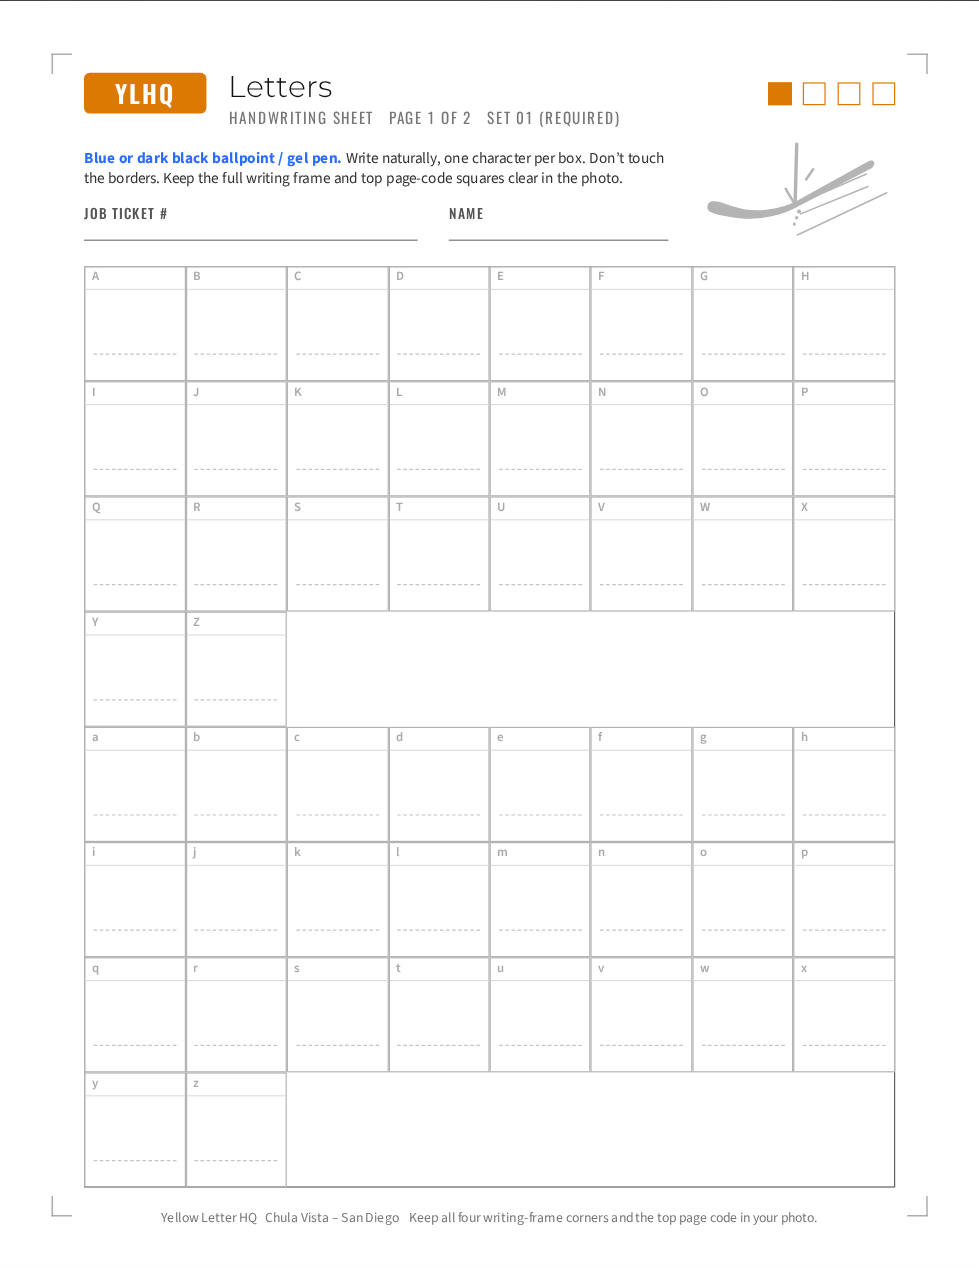 YLHQ
Letters
HANDWRITING SHEET PAGE 1 OF 2 SET 01 (REQUIRED)
Blue or dark black ballpoint / gel pen. Write naturally, one character per box. Don’t touch
the borders. Keep the full writing frame and top page-code squares clear in the photo.
JOB TICKET # NAME
A B C D E F G H
I J K L M N O P
Q R S T U V W X
Y Z
a b c d e f g h
i j k l m n o p
q r s t u v w x
y z
Yellow Letter HQ Chula Vista – San Diego Keep all four writing-frame corners and the top page code in your photo.